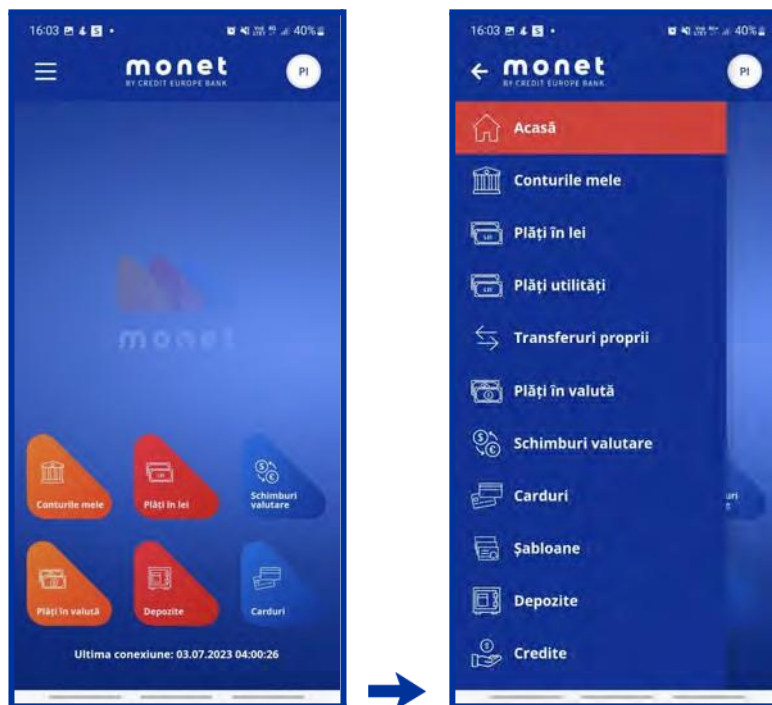 16:03
40%
monet
BY CREDIT EUROPE BANK
PI
monet
Conturile mele
Plăți în lei
Schimburi
valutare
Plăți în valută
Depozite
Carduri
Ultima conexiune: 03.07.2023 04:00:26
16:03
40%
monet
BY CREDIT EUROPE BANK
PI
Acasă
Conturile mele
Plăți în lei
Plăți utilități
Transferuri proprii
Plăți în valută
Schimburi valutare
Carduri
Șabloane
Depozite
Credite